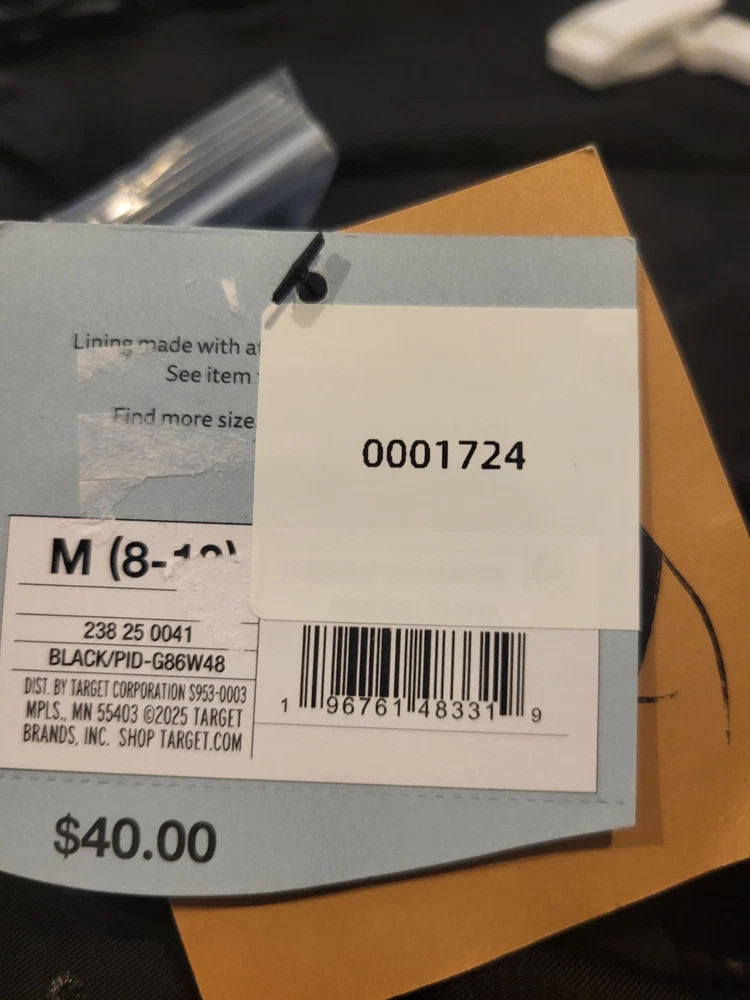 Lining made with
See item
Find more size
0001724
M (8-
238 25 0041
BLACK/PID-G86W48
DIST. BY TARGET CORPORATION S953-0003
MPLS., MN 55403 ©2025 TARGET
BRANDS, INC. SHOP TARGET.COM
1 96761 48331 9
$40.00